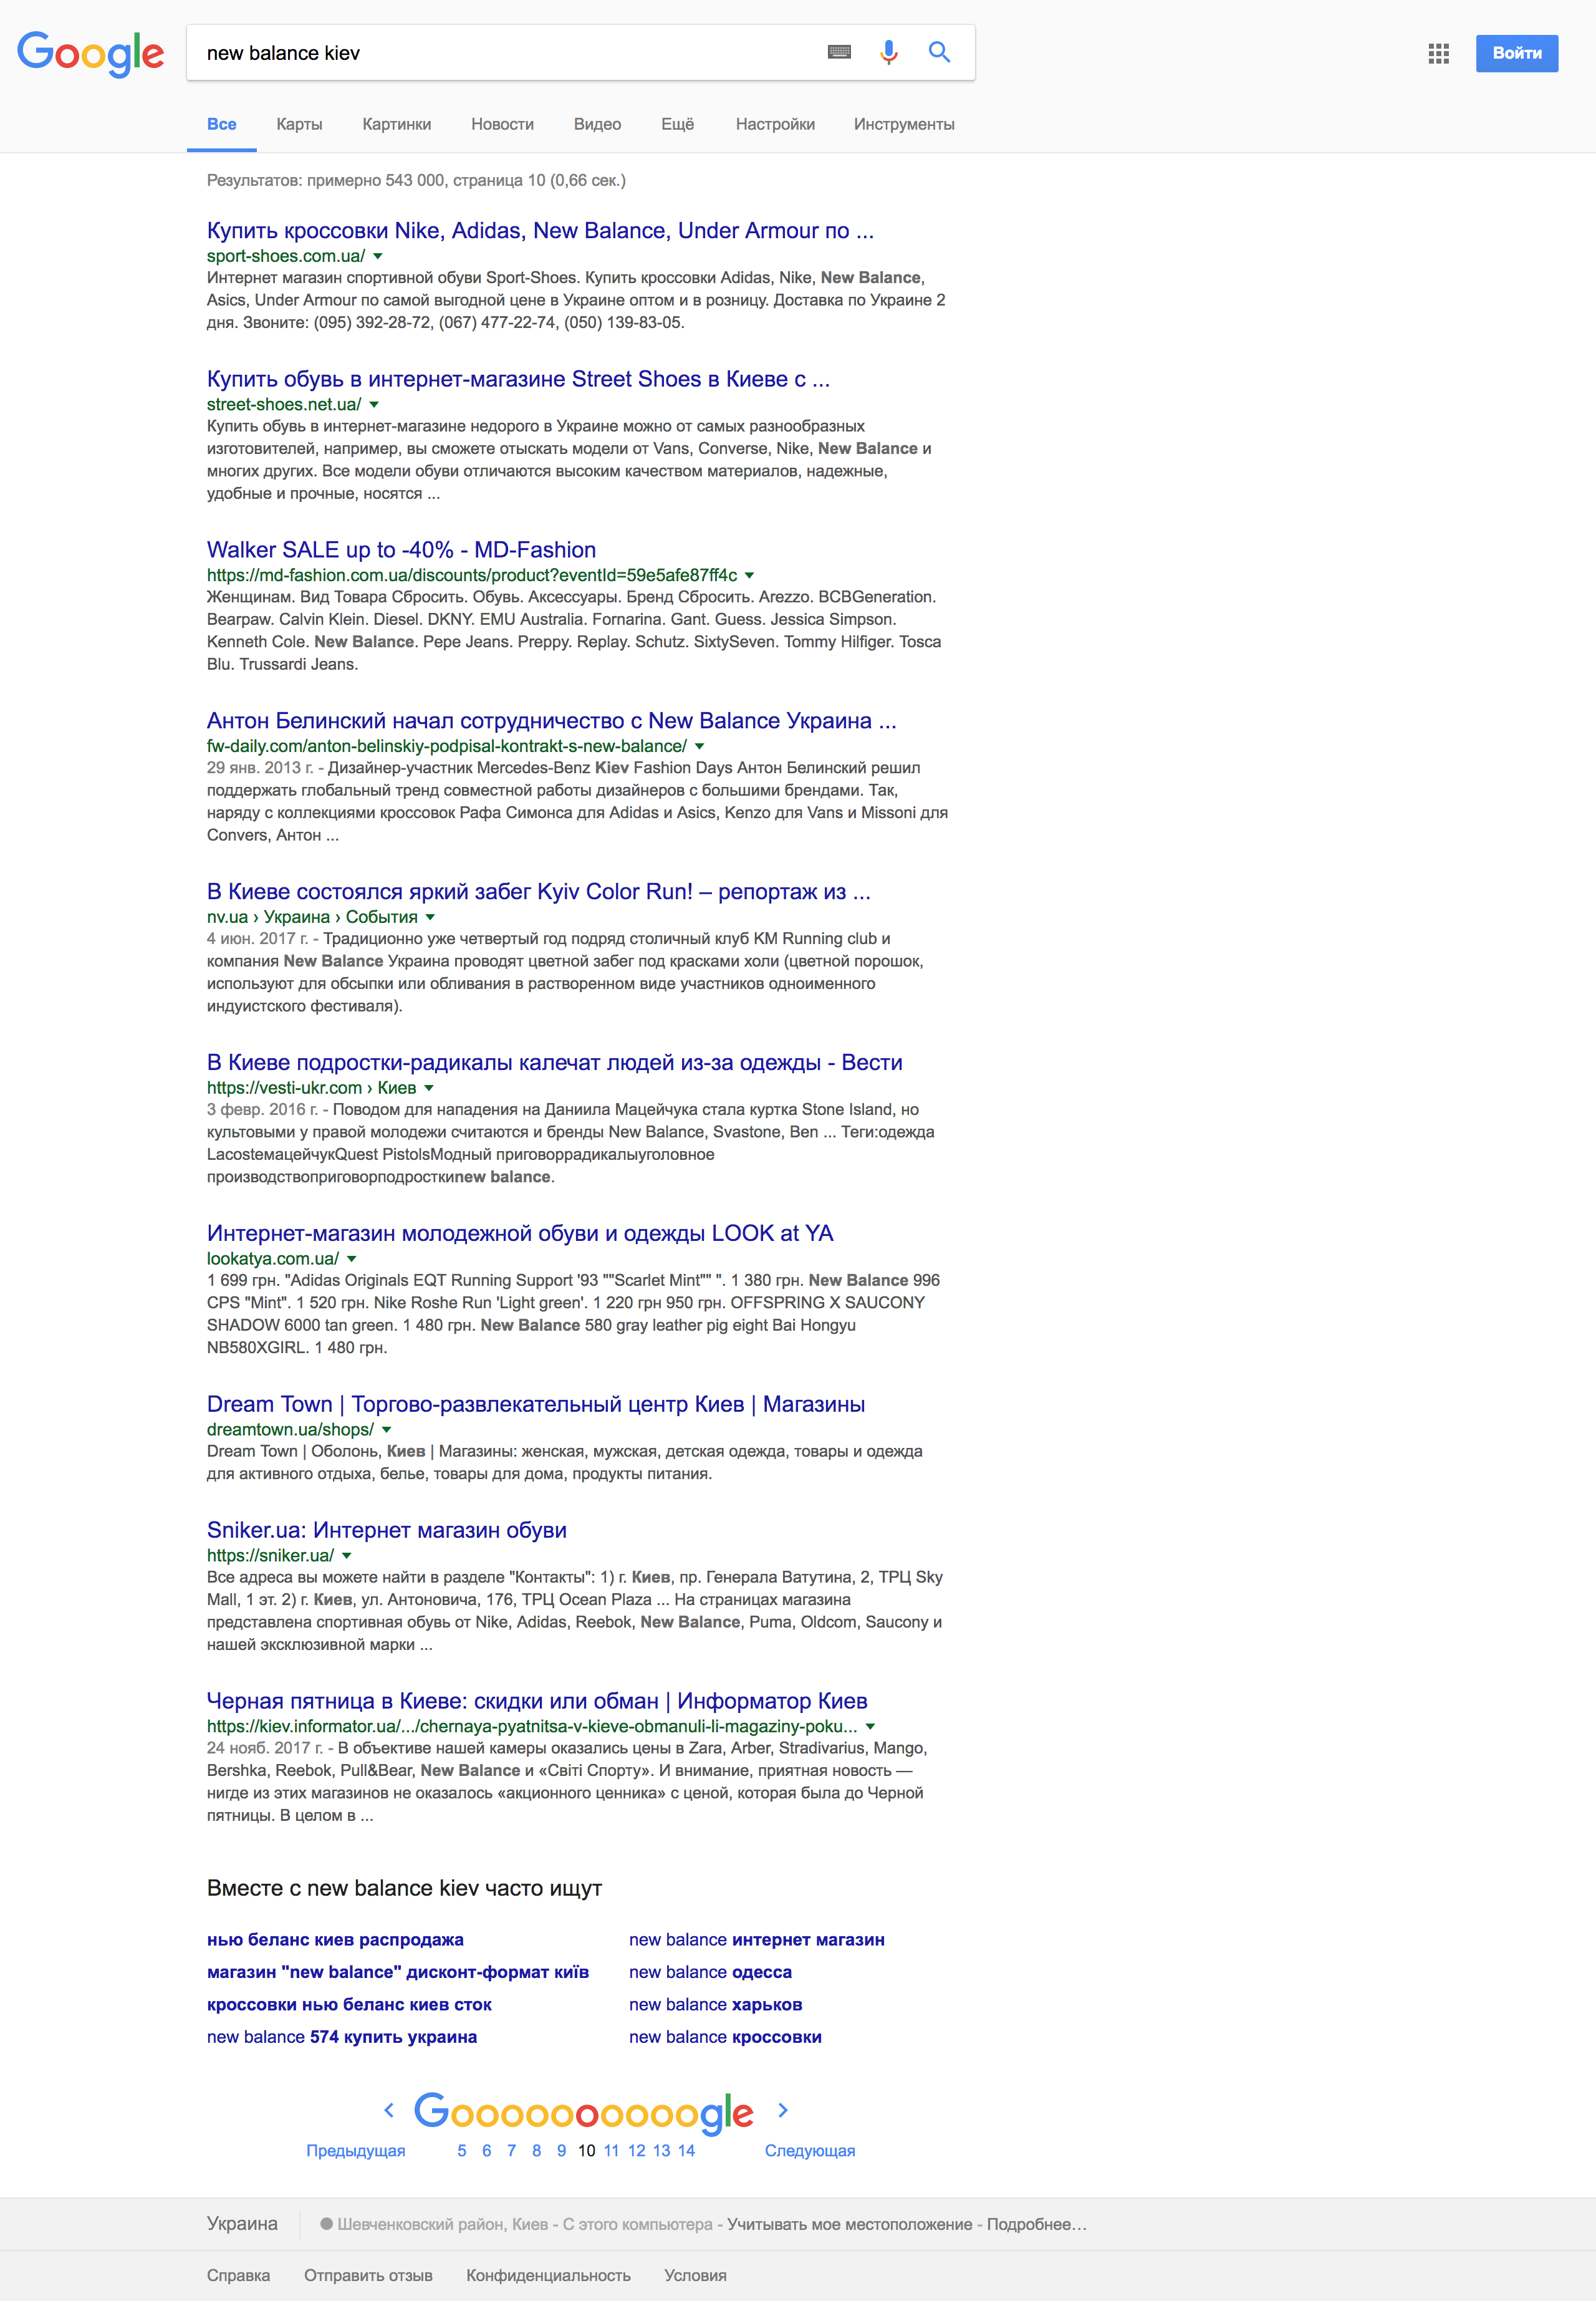 Google
new balance kiev
Войти
Все Карты Картинки Новости Видео Ещё Настройки Инструменты
Результатов: примерно 543 000, страница 10 (0,66 сек.)
Купить кроссовки Nike, Adidas, New Balance, Under Armour по ...
sport-shoes.com.ua/
Интернет магазин спортивной обуви Sport-Shoes. Купить кроссовки Adidas, Nike, New Balance,
Asics, Under Armour по самой выгодной цене в Украине оптом и в розницу. Доставка по Украине 2
дня. Звоните: (095) 392-28-72, (067) 477-22-74, (050) 139-83-05.
Купить обувь в интернет-магазине Street Shoes в Киеве с ...
street-shoes.net.ua/
Купить обувь в интернет-магазине недорого в Украине можно от самых разнообразных
изготовителей, например, вы сможете отыскать модели от Vans, Converse, Nike, New Balance и
многих других. Все модели обуви отличаются высоким качеством материалов, надежные,
удобные и прочные, носятся ...
Walker SALE up to -40% - MD-Fashion
https://md-fashion.com.ua/discounts/product?eventId=59e5afe87ff4c
Женщинам. Вид Товара Сбросить. Обувь. Аксессуары. Бренд Сбросить. Arezzo. BCBGeneration.
Bearpaw. Calvin Klein. Diesel. DKNY. EMU Australia. Fornarina. Gant. Guess. Jessica Simpson.
Kenneth Cole. New Balance. Pepe Jeans. Preppy. Replay. Schutz. SixtySeven. Tommy Hilfiger. Tosca
Blu. Trussardi Jeans.
Антон Белинский начал сотрудничество с New Balance Украина ...
fw-daily.com/anton-belinskiy-podpisal-kontrakt-s-new-balance/
29 янв. 2013 г. - Дизайнер-участник Mercedes-Benz Kiev Fashion Days Антон Белинский решил
поддержать глобальный тренд совместной работы дизайнеров с большими брендами. Так,
наряду с коллекциями кроссовок Рафа Симонса для Adidas и Asics, Kenzo для Vans и Missoni для
Convers, Антон ...
В Киеве состоялся яркий забег Kyiv Color Run! – репортаж из ...
nv.ua › Украина › События
4 июн. 2017 г. - Традиционно уже четвертый год подряд столичный клуб KM Running club и
компания New Balance Украина проводят цветной забег под красками холи (цветной порошок,
используют для обсыпки или обливания в растворенном виде участников одноименного
индуистского фестиваля).
В Киеве подростки-радикалы калечат людей из-за одежды - Вести
https://vesti-ukr.com › Киев
3 февр. 2016 г. - Поводом для нападения на Даниила Мацейчука стала куртка Stone Island, но
культовыми у правой молодежи считаются и бренды New Balance, Svastone, Ben ... Теги:одежда
LacosteмацейчукQuest PistolsМодный приговоррадикалыуголовное
производствоприговорподросткиnew balance.
Интернет-магазин молодежной обуви и одежды LOOK at YA
lookatya.com.ua/
1 699 грн. "Adidas Originals EQT Running Support '93 ""Scarlet Mint"" ". 1 380 грн. New Balance 996
CPS "Mint". 1 520 грн. Nike Roshe Run 'Light green'. 1 220 грн 950 грн. OFFSPRING X SAUCONY
SHADOW 6000 tan green. 1 480 грн. New Balance 580 gray leather pig eight Bai Hongyu
NB580XGIRL. 1 480 грн.
Dream Town | Торгово-развлекательный центр Киев | Магазины
dreamtown.ua/shops/
Dream Town | Оболонь, Киев | Магазины: женская, мужская, детская одежда, товары и одежда
для активного отдыха, белье, товары для дома, продукты питания.
Sniker.ua: Интернет магазин обуви
https://sniker.ua/
Все адреса вы можете найти в разделе "Контакты": 1) г. Киев, пр. Генерала Ватутина, 2, ТРЦ Sky
Mall, 1 эт. 2) г. Киев, ул. Антоновича, 176, ТРЦ Ocean Plaza ... На страницах магазина
представлена спортивная обувь от Nike, Adidas, Reebok, New Balance, Puma, Oldcom, Saucony и
нашей эксклюзивной марки ...
Черная пятница в Киеве: скидки или обман | Информатор Киев
https://kiev.informator.ua/.../chernaya-pyatnitsa-v-kieve-obmanuli-li-magaziny-poku...
24 нояб. 2017 г. - В объективе нашей камеры оказались цены в Zara, Arber, Stradivarius, Mango,
Bershka, Reebok, Pull&Bear, New Balance и «Світі Спорту». И внимание, приятная новость —
нигде из этих магазинов не оказалось «акционного ценника» с ценой, которая была до Черной
пятницы. В целом в ...
Вместе с new balance kiev часто ищут
нью беланс киев распродажа new balance интернет магазин
магазин "new balance" дисконт-формат київ new balance одесса
кроссовки нью беланс киев сток new balance харьков
new balance 574 купить украина new balance кроссовки
Goooooooooogle
Предыдущая 5 6 7 8 9 10 11 12 13 14 Следующая
Украина Шевченковский район, Киев - С этого компьютера - Учитывать мое местоположение - Подробнее…
Справка Отправить отзыв Конфиденциальность Условия